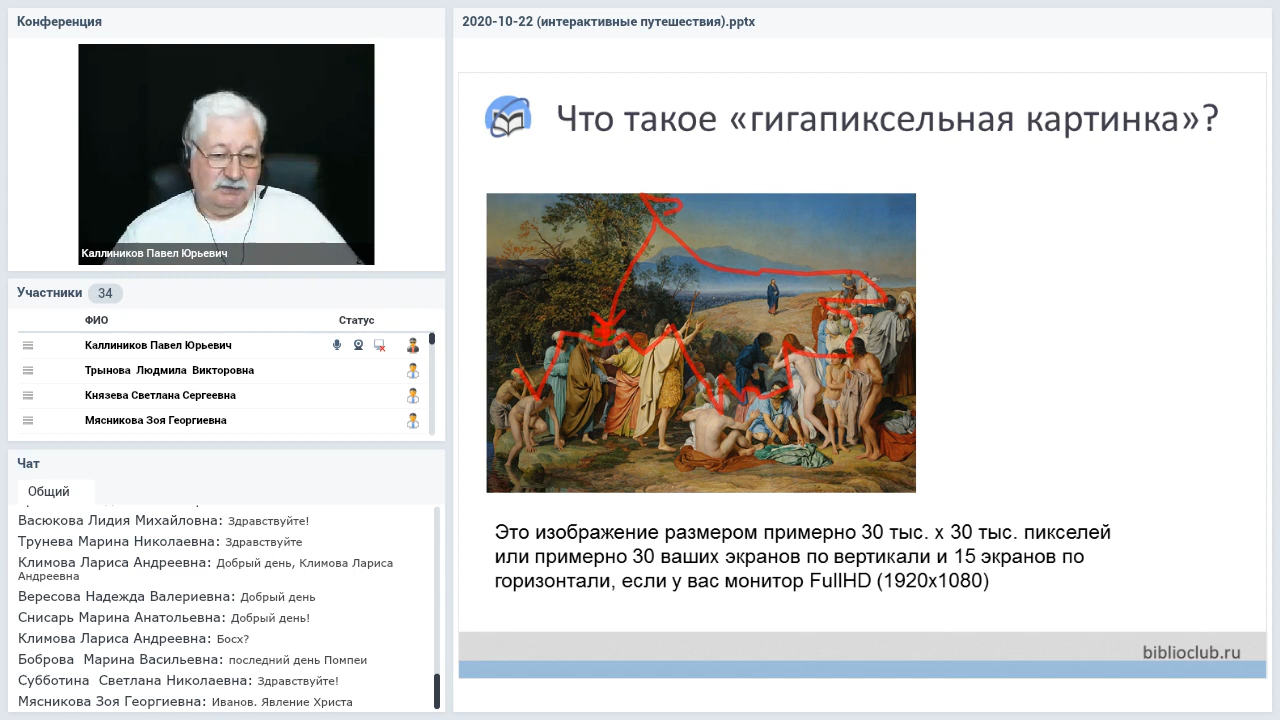 Конференция
Каллиников Павел Юрьевич
Участники 34
ФИО Статус
Каллиников Павел Юрьевич
Трынова Людмила Викторовна
Князева Светлана Сергеевна
Мясникова Зоя Георгиевна
Чат
Общий
Васюкова Лидия Михайловна: Здравствуйте!
Трунева Марина Николаевна: Здравствуйте
Климова Лариса Андреевна: Добрый день, Климова Лариса
Андреевна
Вересова Надежда Валериевна: Добрый день
Снисарь Марина Анатольевна: Добрый день!
Климова Лариса Андреевна: Босх?
Боброва Марина Васильевна: последний день Помпеи
Субботина Светлана Николаевна: Здравствуйте!
Мясникова Зоя Георгиевна: Иванов. Явление Христа
2020-10-22 (интерактивные путешествия).pptx
Что такое «гигапиксельная картинка»?
Это изображение размером примерно 30 тыс. x 30 тыс. пикселей
или примерно 30 ваших экранов по вертикали и 15 экранов по
горизонтали, если у вас монитор FullHD (1920x1080)
biblioclub.ru